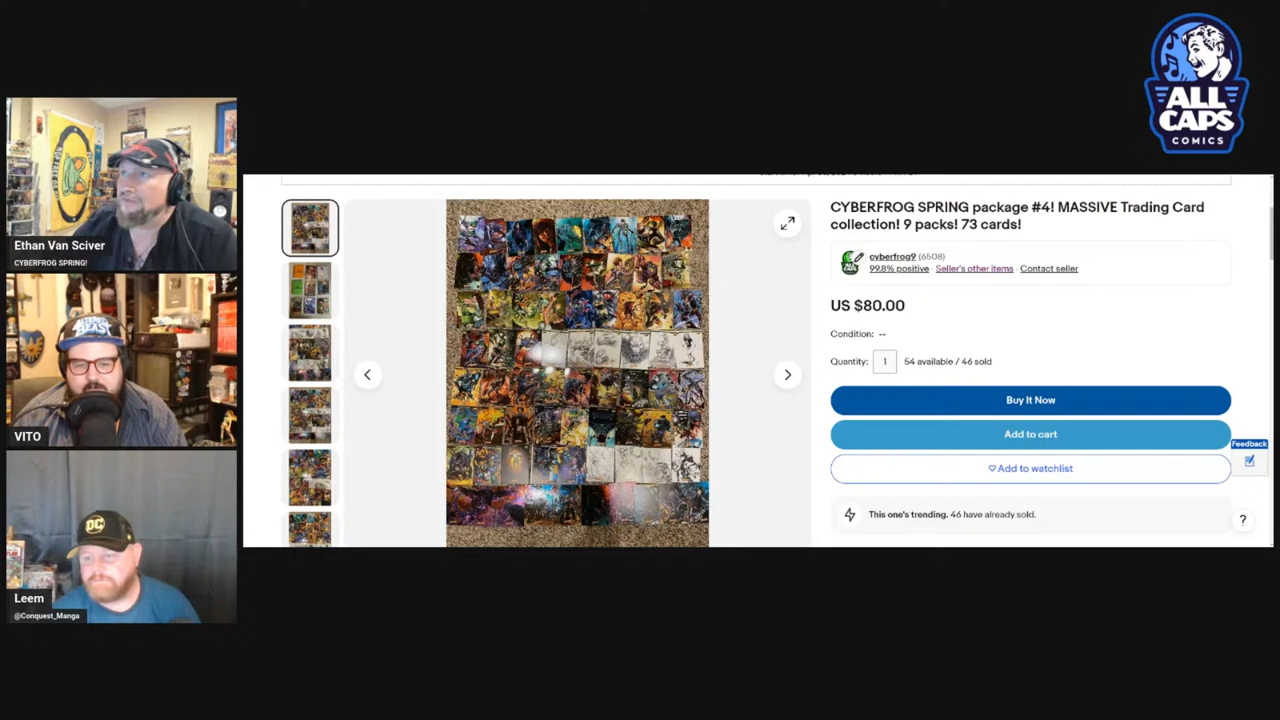 ALL
CAPS
COMICS
Ethan Van Sciver
CYBERFROG SPRING!
VITO
Leem
@Conquest_Manga
DC
BEAST
CYBERFROG SPRING package #4! MASSIVE Trading Card
collection! 9 packs! 73 cards!
cyberfrog9 (6508)
99.8% positive · Seller's other items · Contact seller
US $80.00
Condition: --
Quantity: 1 54 available / 46 sold
Buy It Now
Add to cart
Add to watchlist
This one's trending. 46 have already sold.
Feedback
?